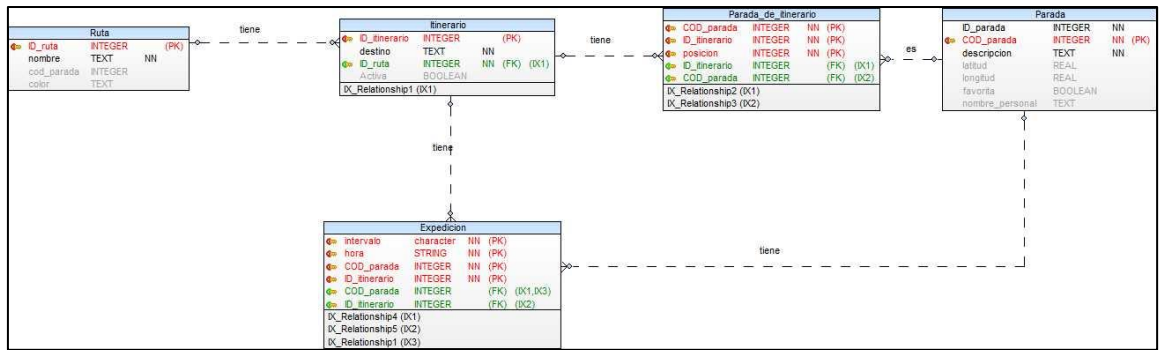 Ruta
ID_ruta INTEGER (PK)
nombre TEXT NN
cod_parada INTEGER
color TEXT
tiene
Itinerario
ID_itinerario INTEGER (PK)
destino TEXT NN
ID_ruta INTEGER NN (FK) (IX1)
Activa BOOLEAN
IX_Relationship1 (IX1)
tiene
Parada_de_itinerario
COD_parada INTEGER NN (PK)
ID_itinerario INTEGER NN (PK)
posicion INTEGER NN (PK)
ID_itinerario INTEGER (FK) (IX1)
COD_parada INTEGER (FK) (IX2)
IX_Relationship2 (IX1)
IX_Relationship3 (IX2)
es
Parada
ID_parada INTEGER NN
COD_parada INTEGER NN (PK)
descripcion TEXT NN
latitud REAL
longitud REAL
favorita BOOLEAN
nombre_personal TEXT
tiene
Expedicion
intervalo character NN (PK)
hora STRING NN (PK)
COD_parada INTEGER NN (PK)
ID_itinerario INTEGER NN (PK)
COD_parada INTEGER (FK) (IX1,IX3)
ID_itinerario INTEGER (FK) (IX2)
IX_Relationship4 (IX1)
IX_Relationship5 (IX2)
IX_Relationship1 (IX3)
tiene